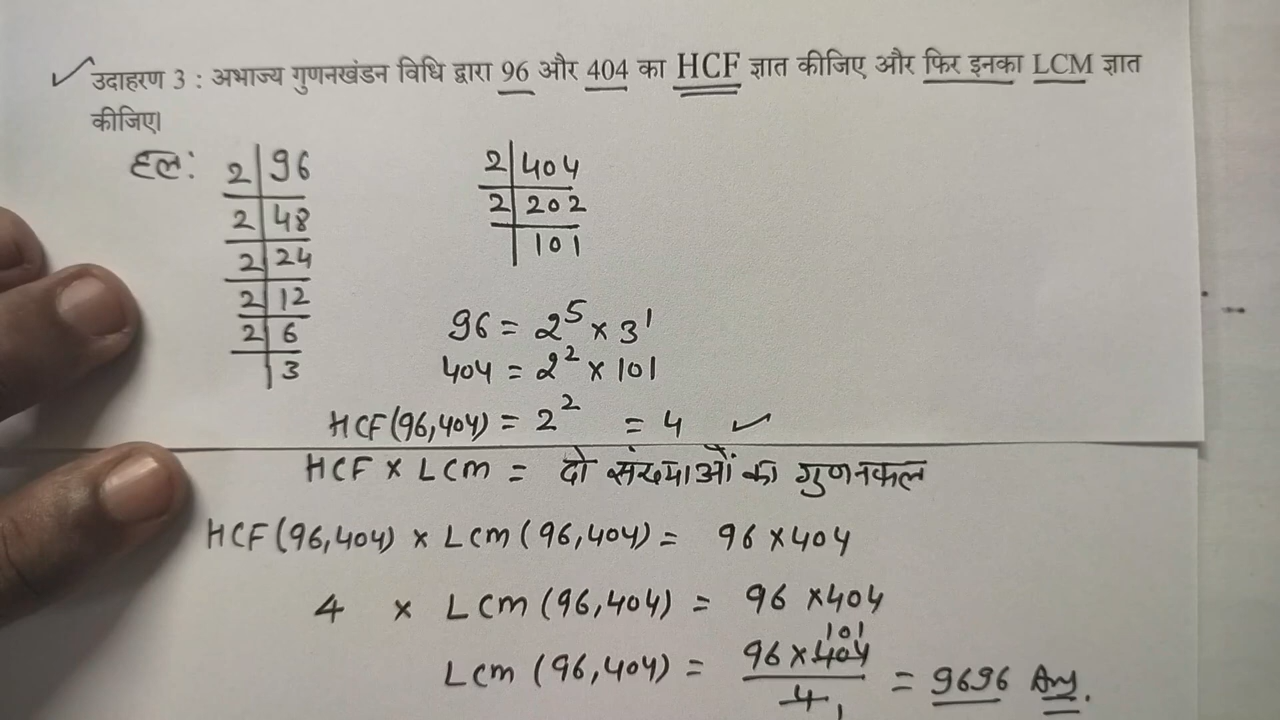 उदाहरण 3 : अभाज्य गुणनखंडन विधि द्वारा 96 और 404 का HCF ज्ञात कीजिए और फिर इनका LCM ज्ञात
कीजिए।
हल:
2 | 96
2 | 48
2 | 24
2 | 12
2 | 6
| 3
2 | 404
2 | 202
| 101
96 = 2⁵ × 3¹
404 = 2² × 101
HCF (96,404) = 2² = 4 ✓
HCF × LCM = दो संख्याओं का गुणनफल
HCF (96,404) × Lcm (96,404) = 96 × 404
4 × Lcm (96,404) = 96 × 404
101
Lcm (96,404) = 96 × 404 / 4 = 9696 Ans.
1